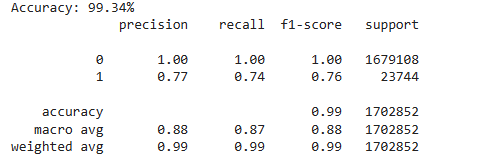 Accuracy: 99.34%
precision recall f1-score support
0 1.00 1.00 1.00 1679108
1 0.77 0.74 0.76 23744
accuracy 0.99 1702852
macro avg 0.88 0.87 0.88 1702852
weighted avg 0.99 0.99 0.99 1702852